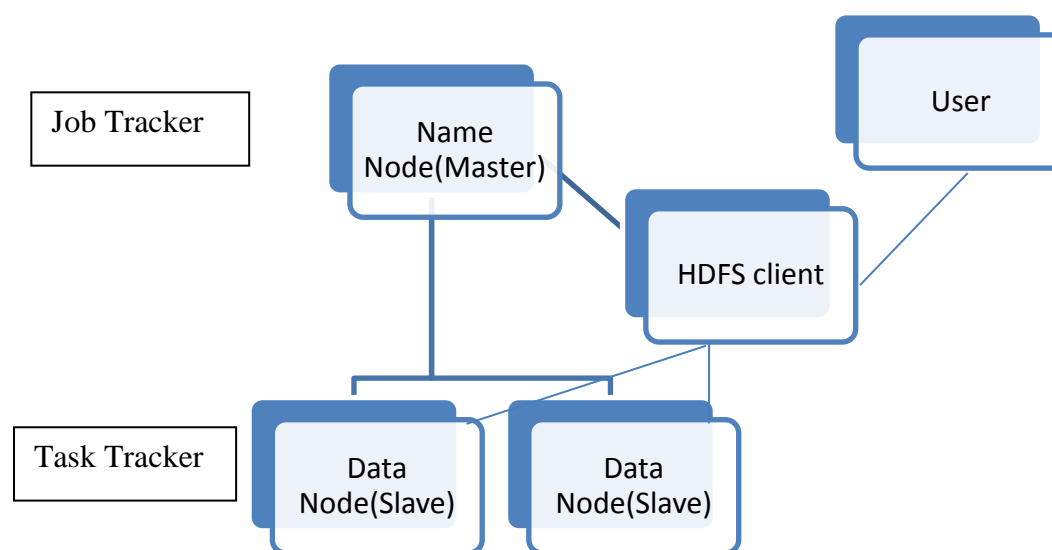 User
Job Tracker
Name
Node(Master)
HDFS client
Task Tracker
Data
Node(Slave)
Data
Node(Slave)